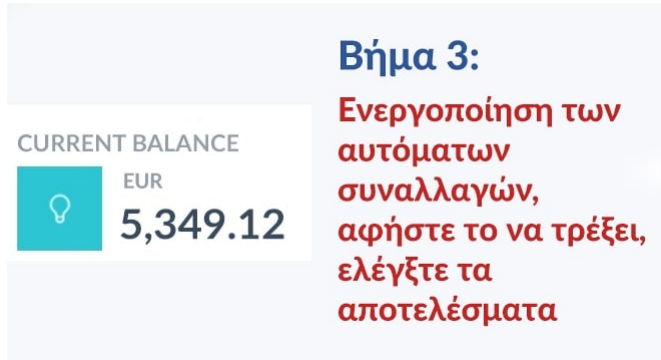 Βήμα 3:
CURRENT BALANCE
EUR
5,349.12
Ενεργοποίηση των
αυτόματων
συναλλαγών,
αφήστε το να τρέξει,
ελέγξτε τα
αποτελέσματα